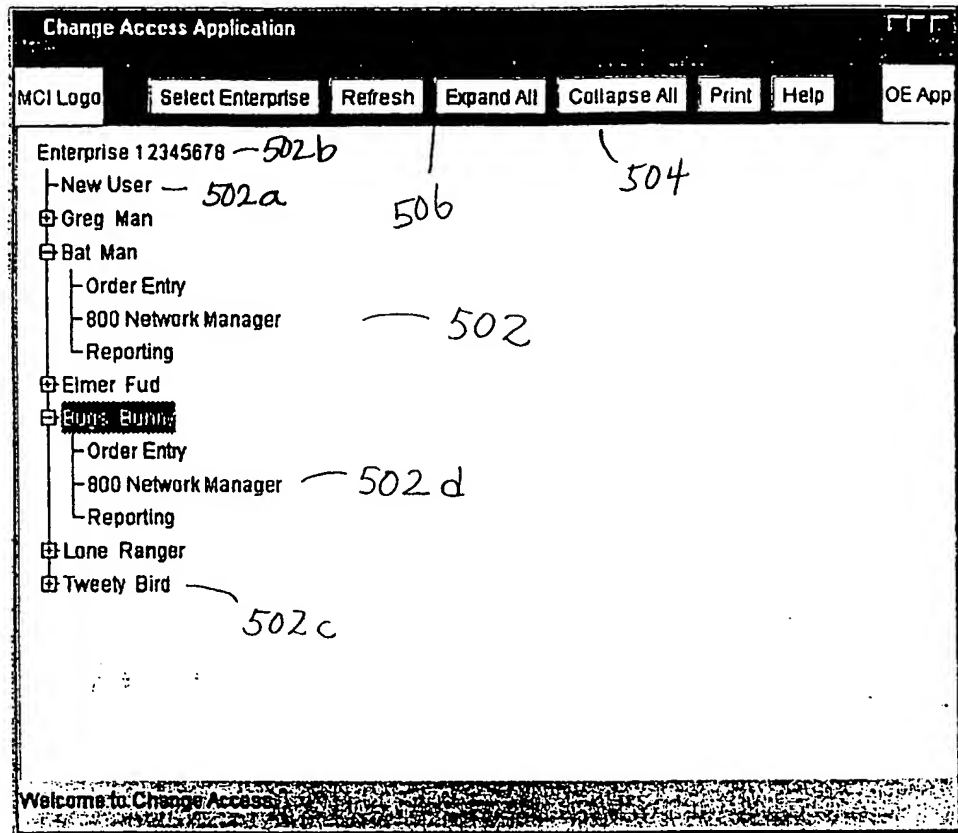 Change Access Application
MCI Logo Select Enterprise Refresh Expand All Collapse All Print Help OE App
Enterprise 12345678 502b
New User 502a
506 504
Greg Man
Bat Man
Order Entry
800 Network Manager 502
Reporting
Elmer Fud
Bugs Bunny
Order Entry
800 Network Manager 502d
Reporting
Lone Ranger
Tweety Bird
502c
Welcome to Change Access